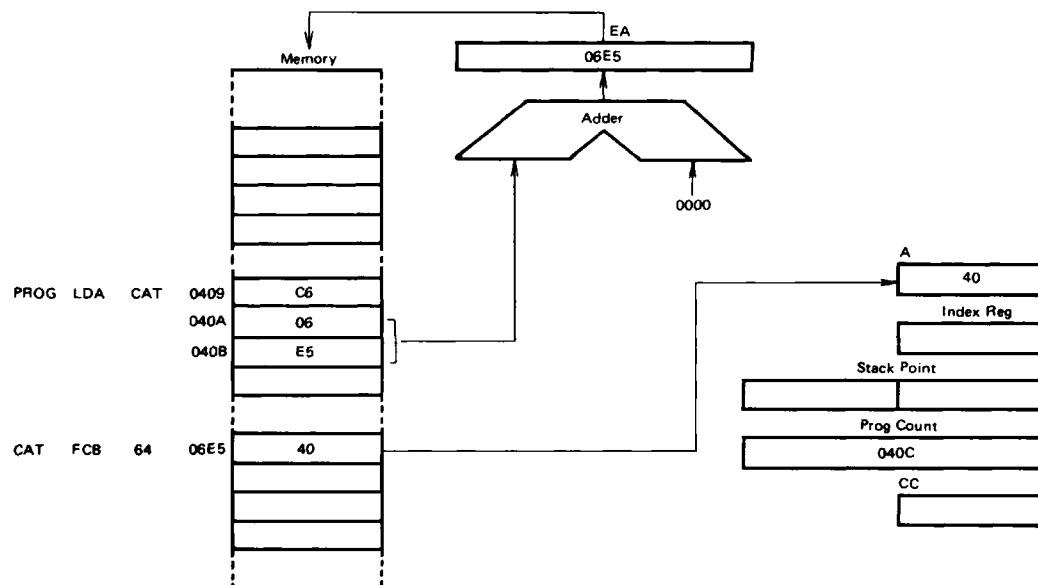 EA
Memory
06E5
Adder
0000
A
PROG LDA CAT 0409 C6
40
040A 06
Index Reg
040B E5
Stack Point
Prog Count
CAT FCB 64 06E5 40
040C
CC